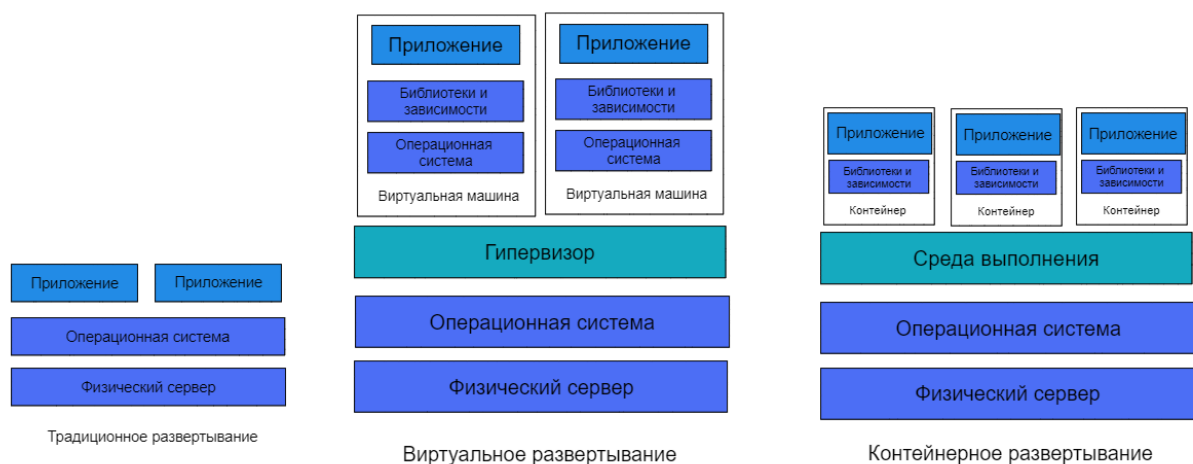 Приложение
Приложение
Операционная система
Физический сервер
Традиционное развертывание
Приложение
Библиотеки и
зависимости
Операционная
система
Виртуальная машина
Приложение
Библиотеки и
зависимости
Операционная
система
Виртуальная машина
Гипервизор
Операционная система
Физический сервер
Виртуальное развертывание
Приложение
Библиотеки и
зависимости
Контейнер
Приложение
Библиотеки и
зависимости
Контейнер
Приложение
Библиотеки и
зависимости
Контейнер
Среда выполнения
Операционная система
Физический сервер
Контейнерное развертывание